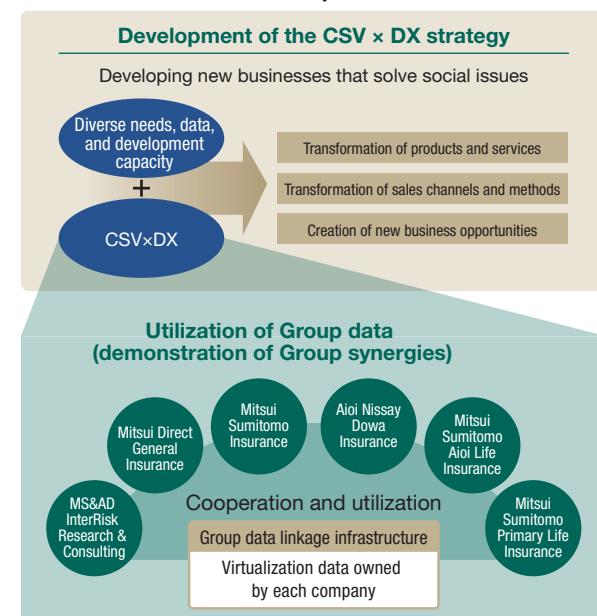 Development of the CSV × DX strategy
Developing new businesses that solve social issues
Diverse needs, data,
and development
capacity
+
CSV×DX
Transformation of products and services
Transformation of sales channels and methods
Creation of new business opportunities
Utilization of Group data
(demonstration of Group synergies)
MS&AD
InterRisk
Research &
Consulting
Mitsui Direct
General
Insurance
Mitsui
Sumitomo
Insurance
Aioi Nissay
Dowa
Insurance
Mitsui
Sumitomo
Aioi Life
Insurance
Mitsui
Sumitomo
Primary Life
Insurance
Cooperation and utilization
Group data linkage infrastructure
Virtualization data owned
by each company